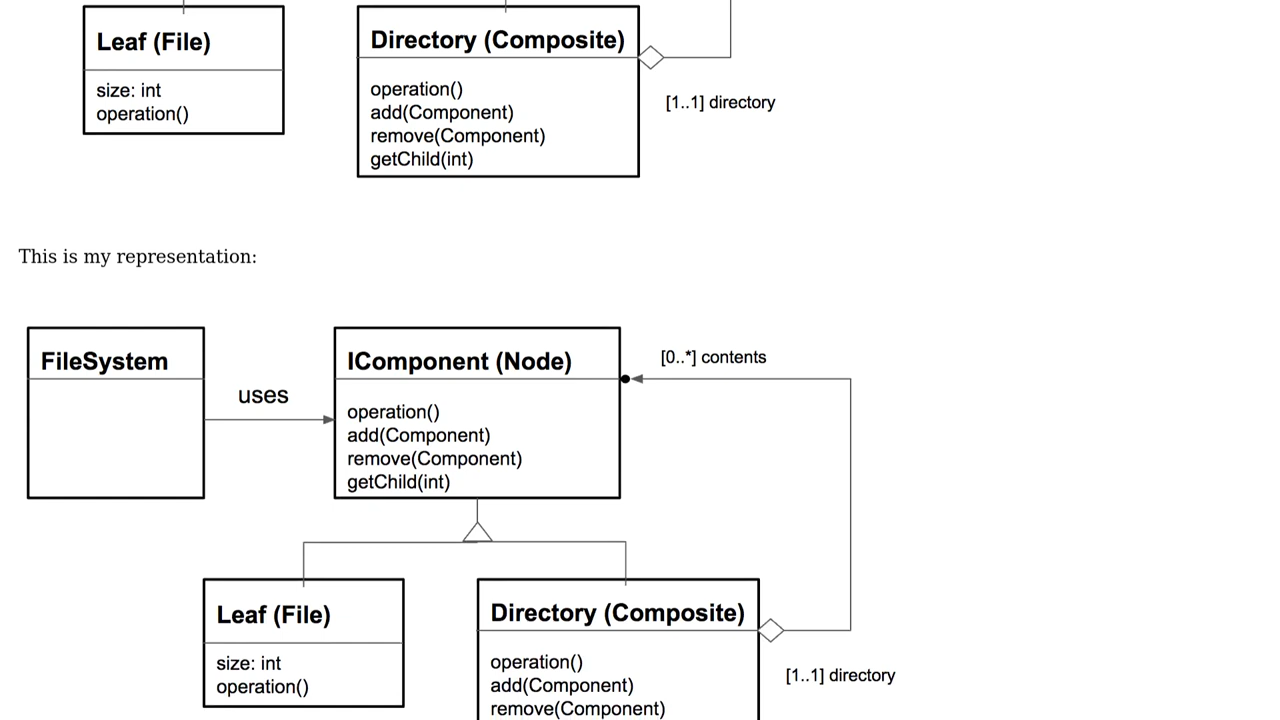 Leaf (File)
size: int
operation()
Directory (Composite)
operation()
add(Component)
remove(Component)
getChild(int)
[1..1] directory
This is my representation:
FileSystem
uses
IComponent (Node)
operation()
add(Component)
remove(Component)
getChild(int)
[0..*] contents
Leaf (File)
size: int
operation()
Directory (Composite)
operation()
add(Component)
remove(Component)
[1..1] directory